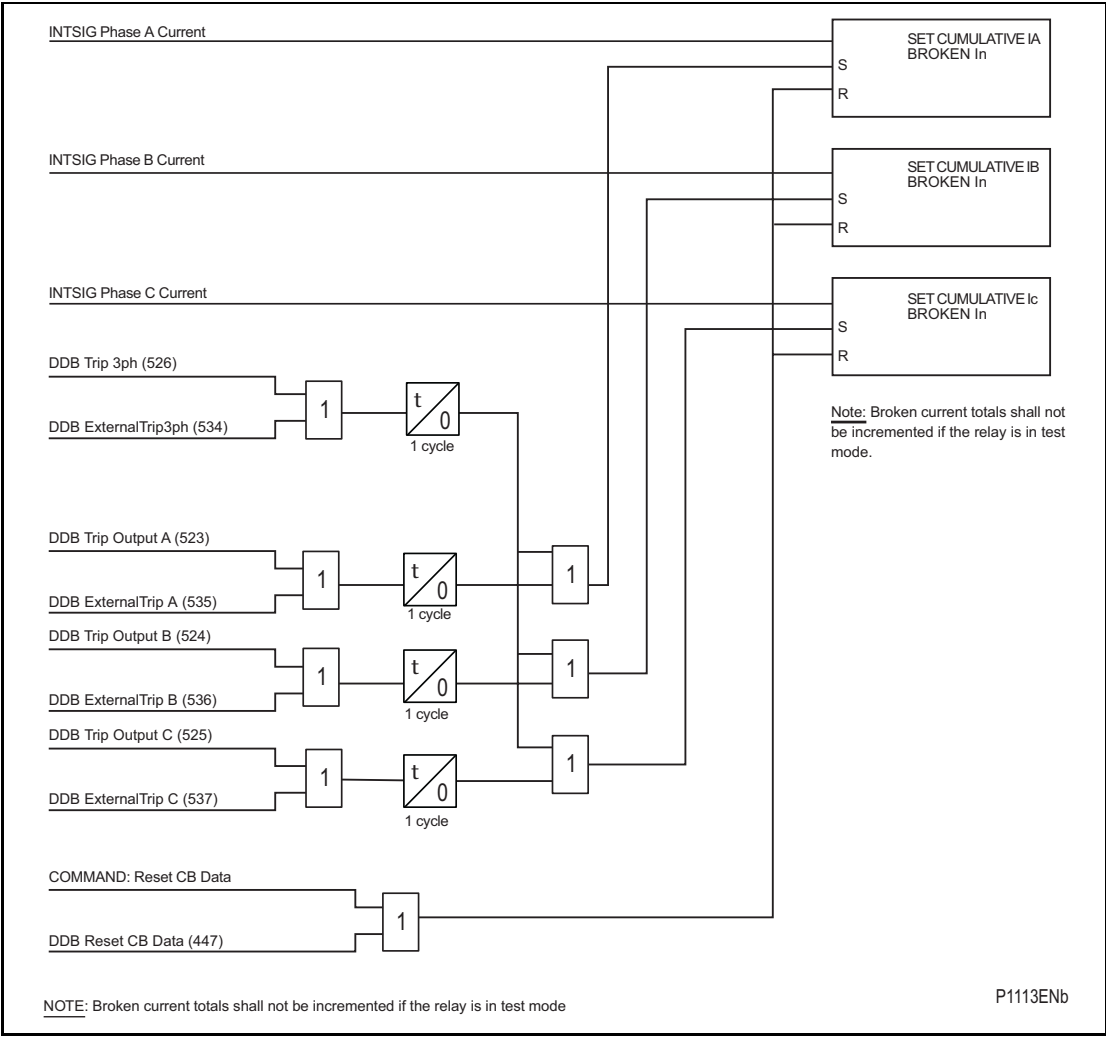 INTSIG Phase A Current
SET CUMULATIVE IA
BROKEN In
S
R
INTSIG Phase B Current
SET CUMULATIVE IB
BROKEN In
S
R
INTSIG Phase C Current
SET CUMULATIVE Ic
BROKEN In
S
R
Note: Broken current totals shall not
be incremented if the relay is in test
mode.
DDB Trip 3ph (526)
DDB ExternalTrip3ph (534)
1
t
0
1 cycle
DDB Trip Output A (523)
DDB ExternalTrip A (535)
1
t
0
1 cycle
1
DDB Trip Output B (524)
DDB ExternalTrip B (536)
1
t
0
1 cycle
1
DDB Trip Output C (525)
DDB ExternalTrip C (537)
1
t
0
1 cycle
1
COMMAND: Reset CB Data
DDB Reset CB Data (447)
1
NOTE: Broken current totals shall not be incremented if the relay is in test mode
P1113ENb